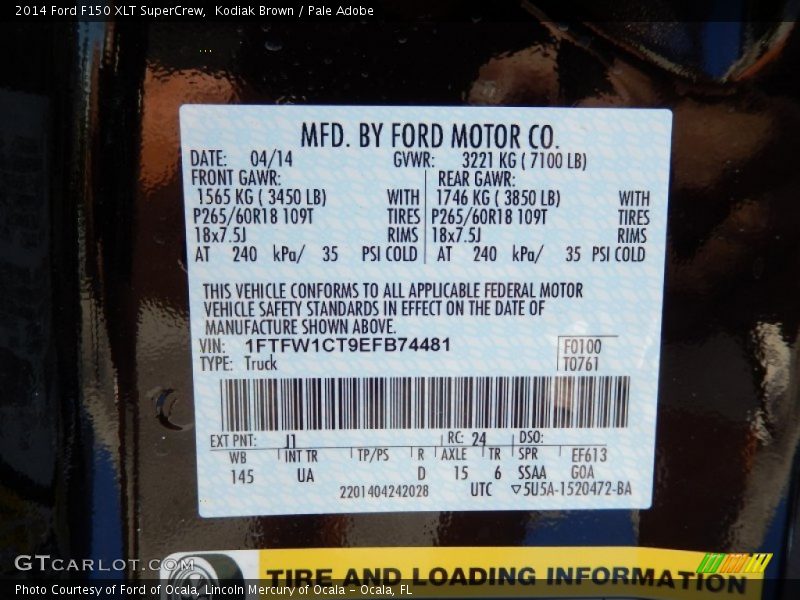 2014 Ford F150 XLT SuperCrew,  Kodiak Brown / Pale Adobe
MFD. BY FORD MOTOR CO.
DATE: 04/14 GVWR: 3221 KG ( 7100 LB)
FRONT GAWR: REAR GAWR:
1565 KG ( 3450 LB) WITH 1746 KG ( 3850 LB) WITH
P265/60R18 109T TIRES P265/60R18 109T TIRES
18x7.5J RIMS 18x7.5J RIMS
AT 240 kPa/ 35 PSI COLD AT 240 kPa/ 35 PSI COLD
THIS VEHICLE CONFORMS TO ALL APPLICABLE FEDERAL MOTOR
VEHICLE SAFETY STANDARDS IN EFFECT ON THE DATE OF
MANUFACTURE SHOWN ABOVE.
VIN: 1FTFW1CT9EFB74481 F0100
TYPE: Truck T0761
EXT PNT: J1 RC: 24 DSO:
WB INT TR TP/PS R AXLE TR SPR EF613
145 UA D 15 6 SSAA GOA
2201404242028 UTC ▽5U5A-1520472-BA
TIRE AND LOADING INFORMATION
GTCARLOT.COM
Photo Courtesy of Ford of Ocala, Lincoln Mercury of Ocala – Ocala, FL